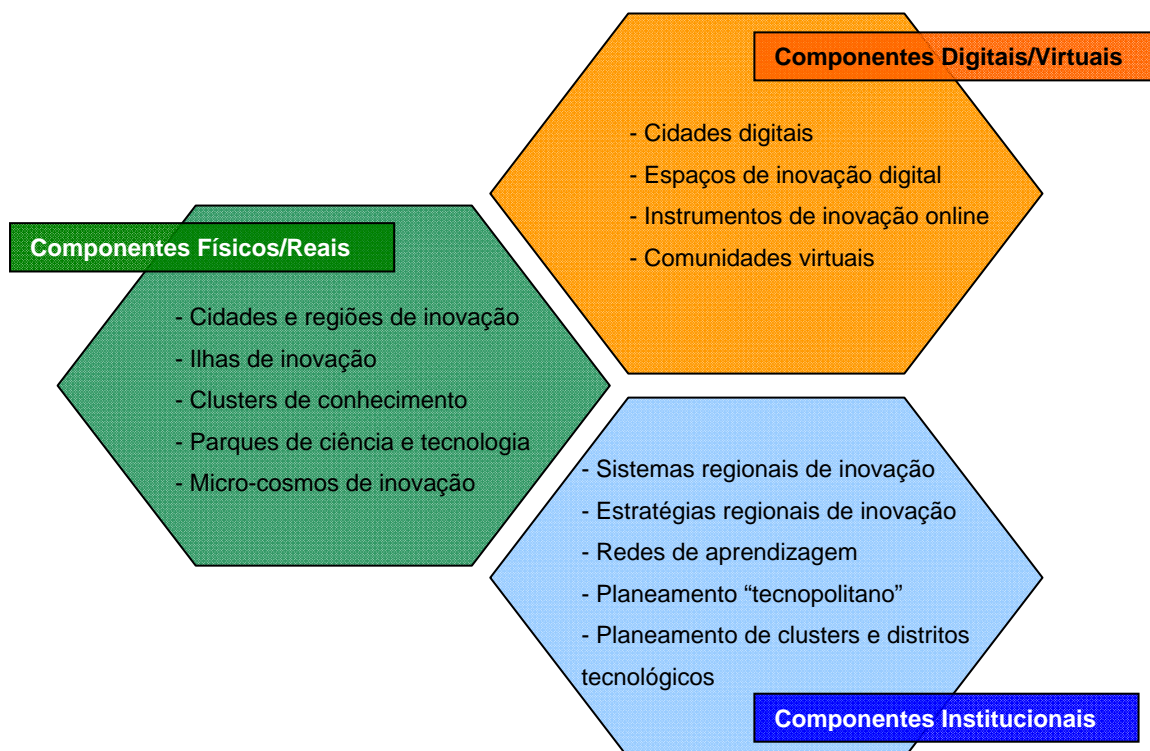 Componentes Digitais/Virtuais
- Cidades digitais
- Espaços de inovação digital
- Instrumentos de inovação online
- Comunidades virtuais
Componentes Físicos/Reais
- Cidades e regiões de inovação
- Ilhas de inovação
- Clusters de conhecimento
- Parques de ciência e tecnologia
- Micro-cosmos de inovação
- Sistemas regionais de inovação
- Estratégias regionais de inovação
- Redes de aprendizagem
- Planeamento “tecnopolitano”
- Planeamento de clusters e distritos
tecnológicos
Componentes Institucionais